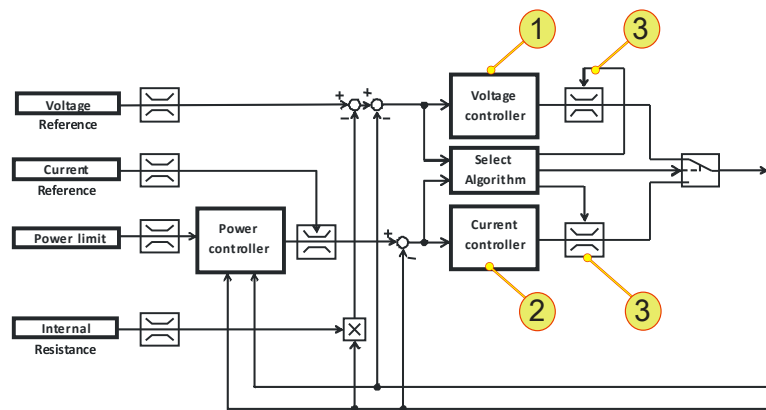 1
3
Voltage
Reference
Voltage
controller
+
+
−
−
Current
Reference
Select
Algorithm
Power limit
Power
controller
+
−
Current
controller
2
3
Internal
Resistance
×